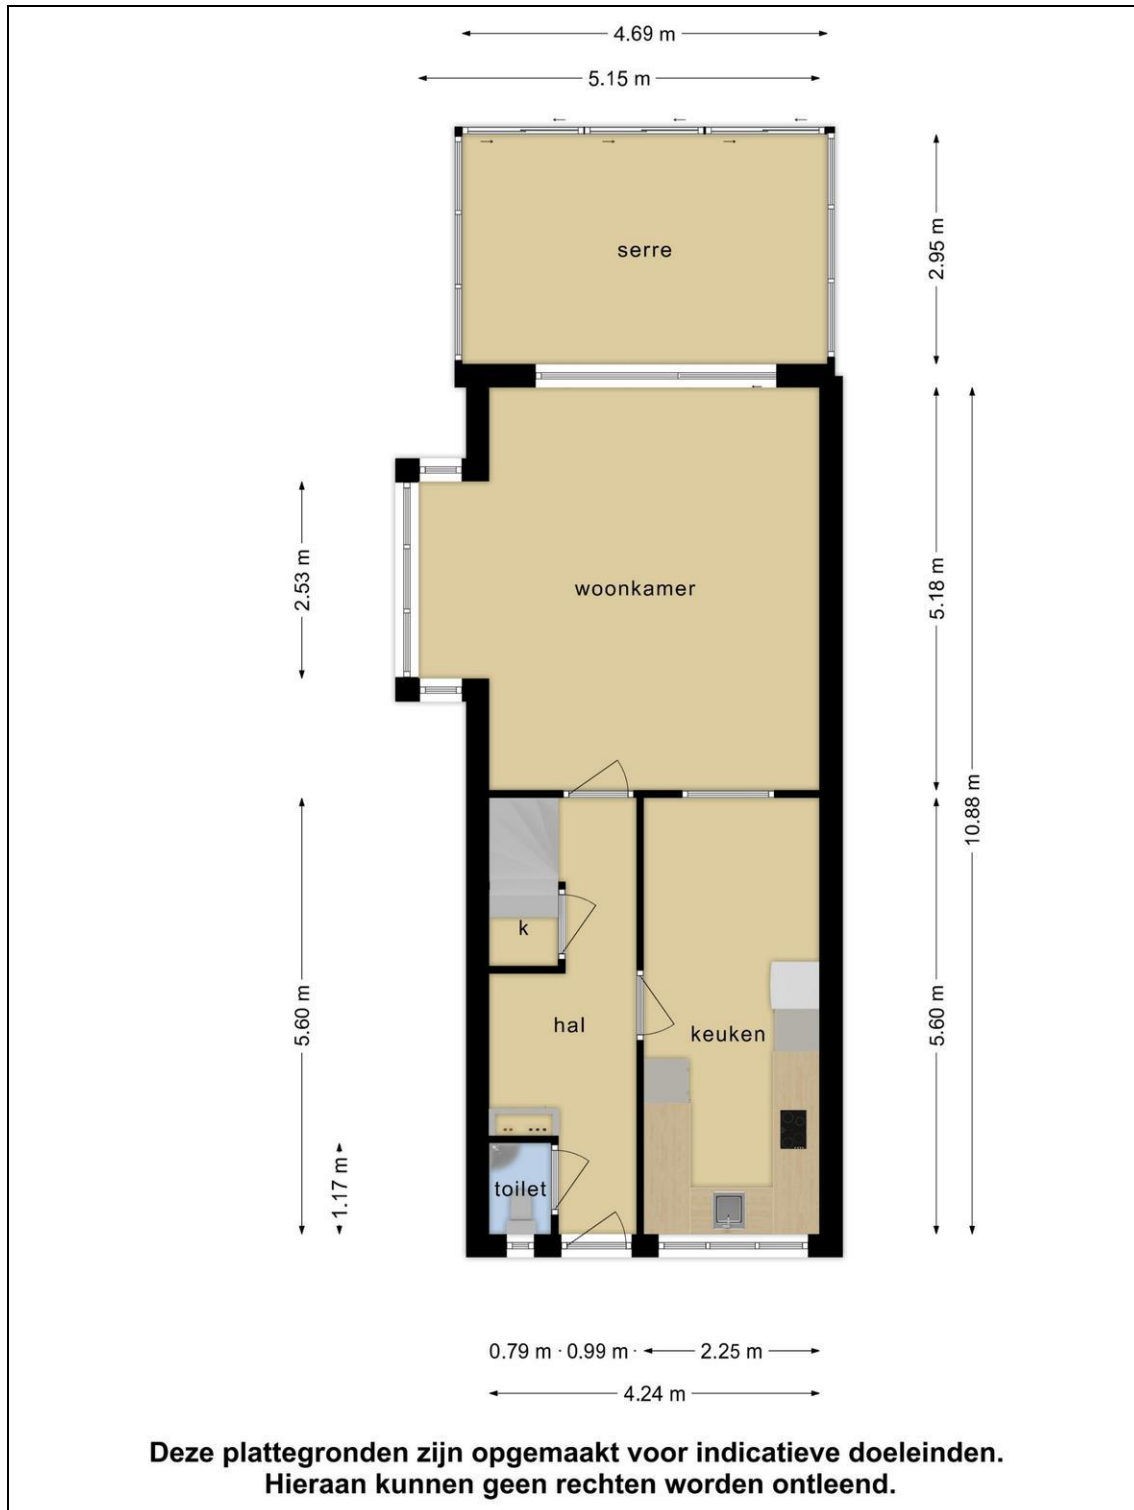 4.69 m
5.15 m
serre
2.95 m
woonkamer
2.53 m
5.18 m
10.88 m
k
hal
keuken
5.60 m
5.60 m
toilet
1.17 m
0.79 m 0.99 m 2.25 m
4.24 m
Deze plattegronden zijn opgemaakt voor indicatieve doeleinden.
Hieraan kunnen geen rechten worden ontleend.